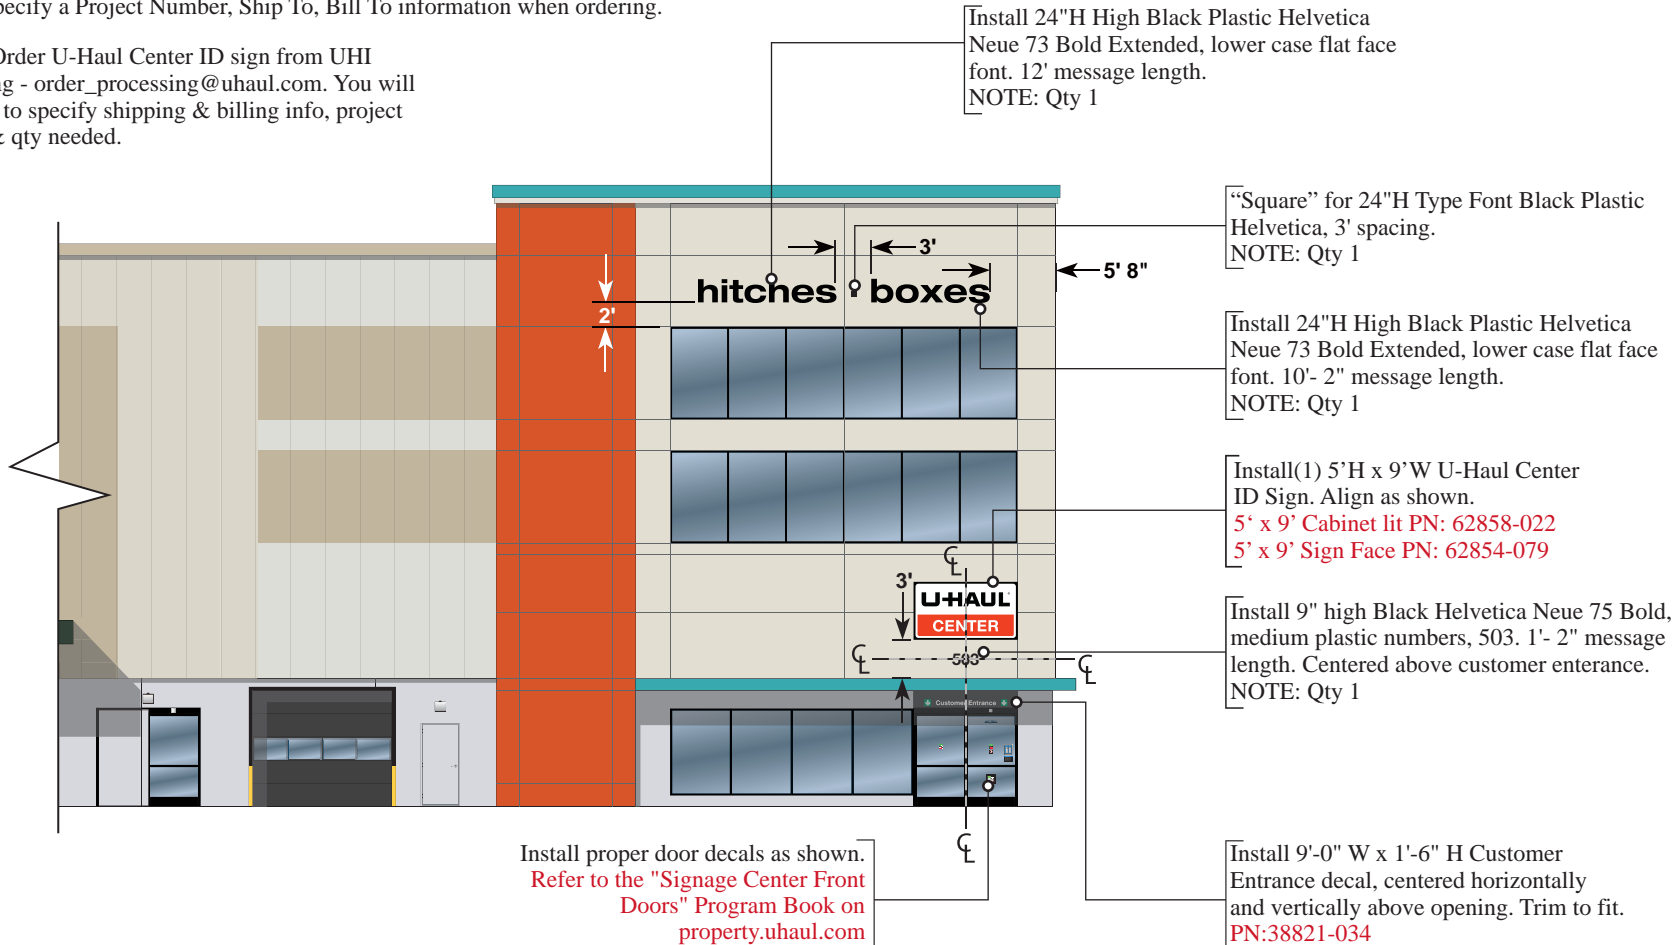 pecify a Project Number, Ship To, Bill To information when ordering.
Order U-Haul Center ID sign from UHI
g - order_processing@uhaul.com. You will
to specify shipping & billing info, project
& qty needed.
Install 24"H High Black Plastic Helvetica
Neue 73 Bold Extended, lower case flat face
font. 12' message length.
NOTE: Qty 1
“Square” for 24"H Type Font Black Plastic
Helvetica, 3' spacing.
NOTE: Qty 1
3'
5' 8"
hitches boxes
2'
Install 24"H High Black Plastic Helvetica
Neue 73 Bold Extended, lower case flat face
font. 10'- 2" message length.
NOTE: Qty 1
Install(1) 5’H x 9’W U-Haul Center
ID Sign. Align as shown.
5‘ x 9’ Cabinet lit PN: 62858-022
5’ x 9’ Sign Face PN: 62854-079
3'
U-HAUL
CENTER
503
Install 9" high Black Helvetica Neue 75 Bold,
medium plastic numbers, 503. 1'- 2" message
length. Centered above customer enterance.
NOTE: Qty 1
Customer Entrance
Install proper door decals as shown.
Refer to the "Signage Center Front
Doors" Program Book on
property.uhaul.com
Install 9'-0" W x 1'-6" H Customer
Entrance decal, centered horizontally
and vertically above opening. Trim to fit.
PN:38821-034